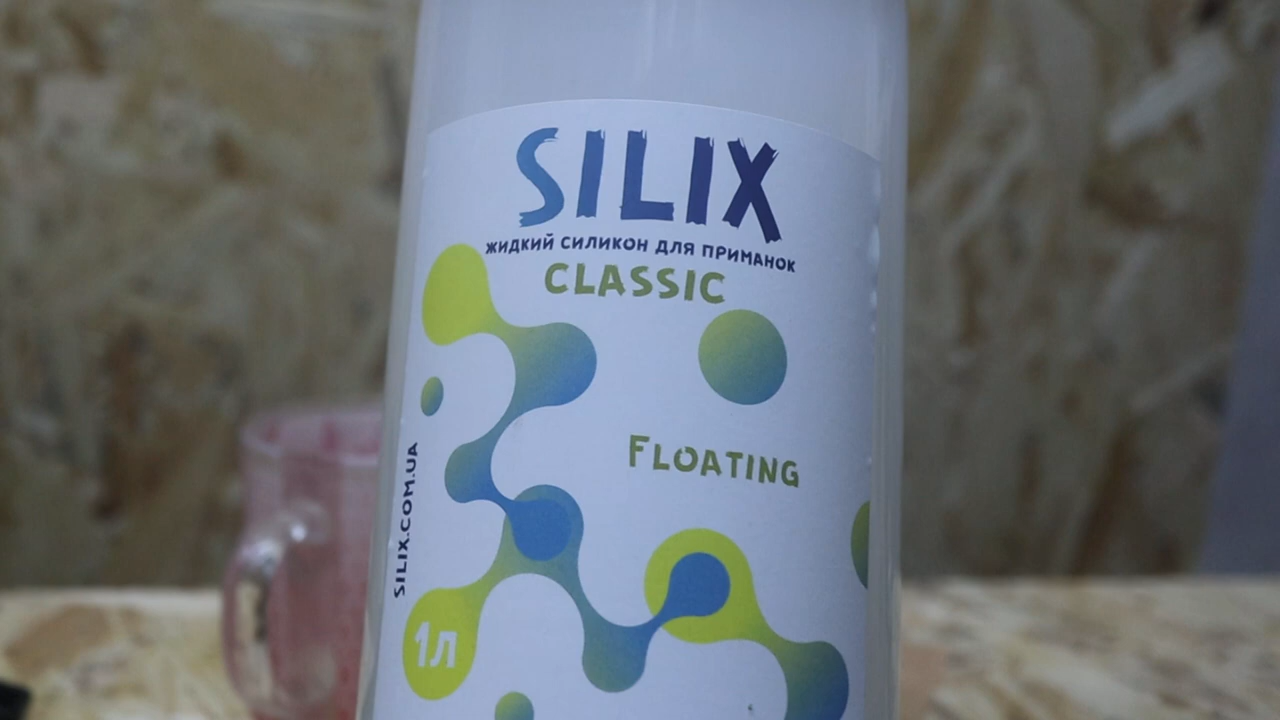 SILIX
ЖИДКИЙ СИЛИКОН ДЛЯ ПРИМАНОК
CLASSIC
FLOATING
SILIX.COM.UA
1Л